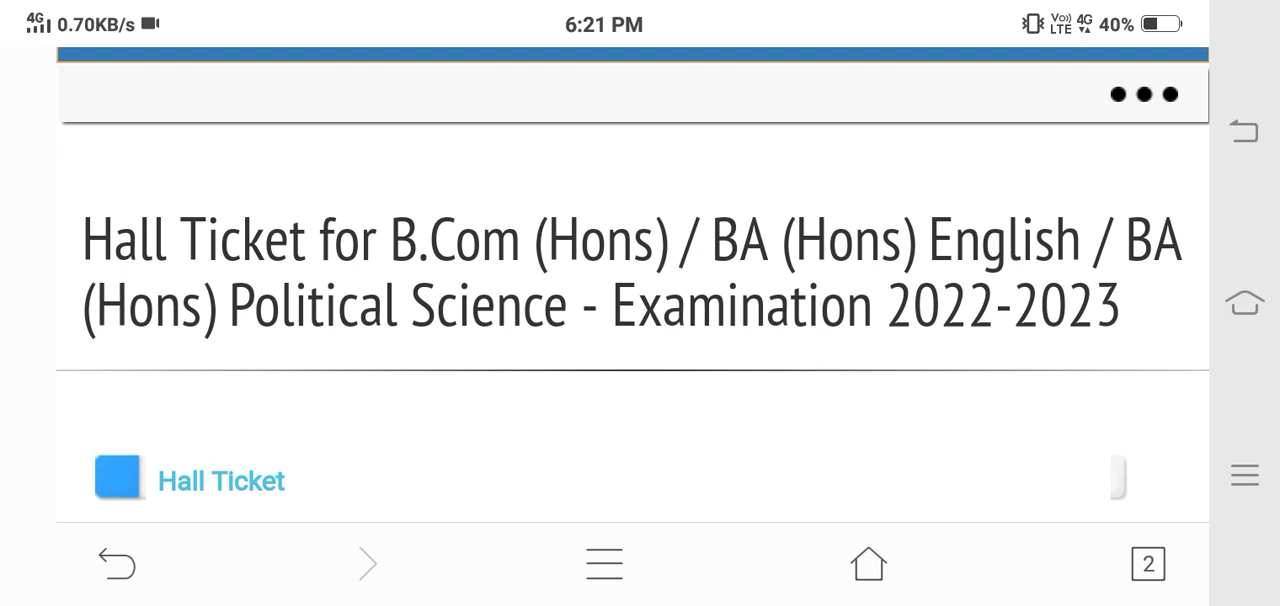 4G 0.70KB/s 6:21 PM Vo) LTE 4G 40%
Hall Ticket for B.Com (Hons) / BA (Hons) English / BA
(Hons) Political Science - Examination 2022-2023
Hall Ticket
2